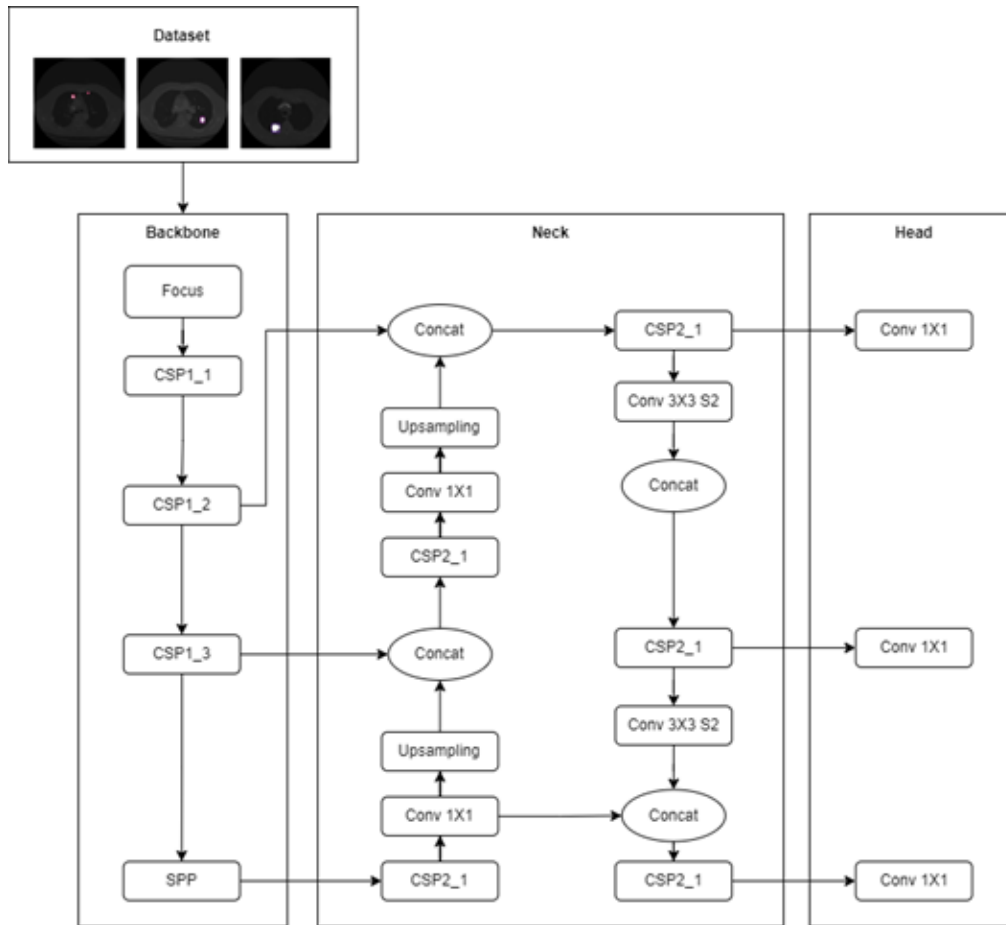 Dataset
Backbone
Focus
CSP1_1
CSP1_2
CSP1_3
SPP
Neck
Concat
Upsampling
Conv 1X1
CSP2_1
Concat
Upsampling
Conv 1X1
CSP2_1
CSP2_1
Conv 3X3 S2
Concat
CSP2_1
Conv 3X3 S2
Concat
CSP2_1
Head
Conv 1X1
Conv 1X1
Conv 1X1